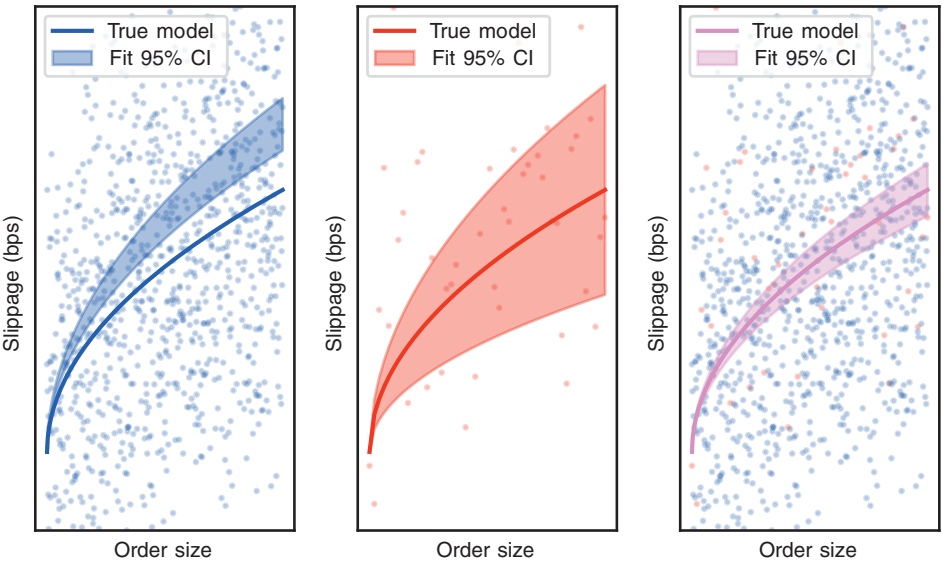 True model
Fit 95% CI
Slippage (bps)
Order size
True model
Fit 95% CI
Slippage (bps)
Order size
True model
Fit 95% CI
Slippage (bps)
Order size